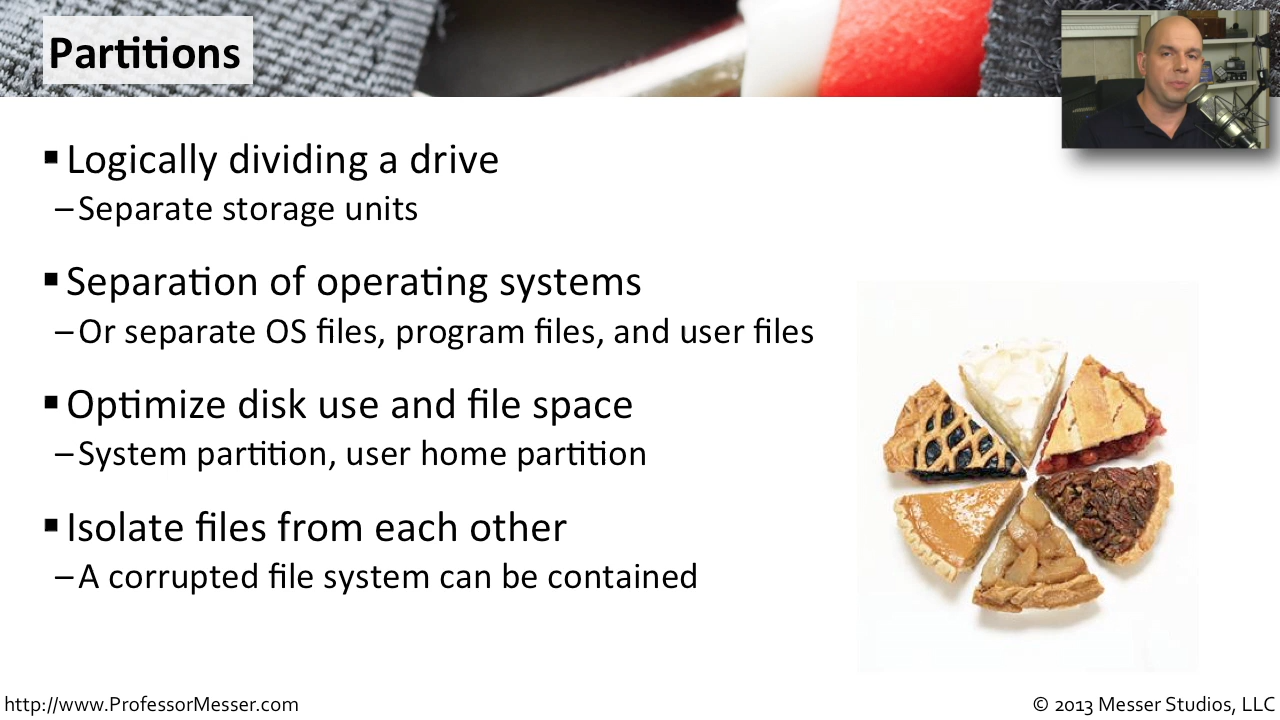 Partitions
▪ Logically dividing a drive
– Separate storage units
▪ Separation of operating systems
– Or separate OS files, program files, and user files
▪ Optimize disk use and file space
– System partition, user home partition
▪ Isolate files from each other
– A corrupted file system can be contained
http://www.ProfessorMesser.com
© 2013 Messer Studios, LLC